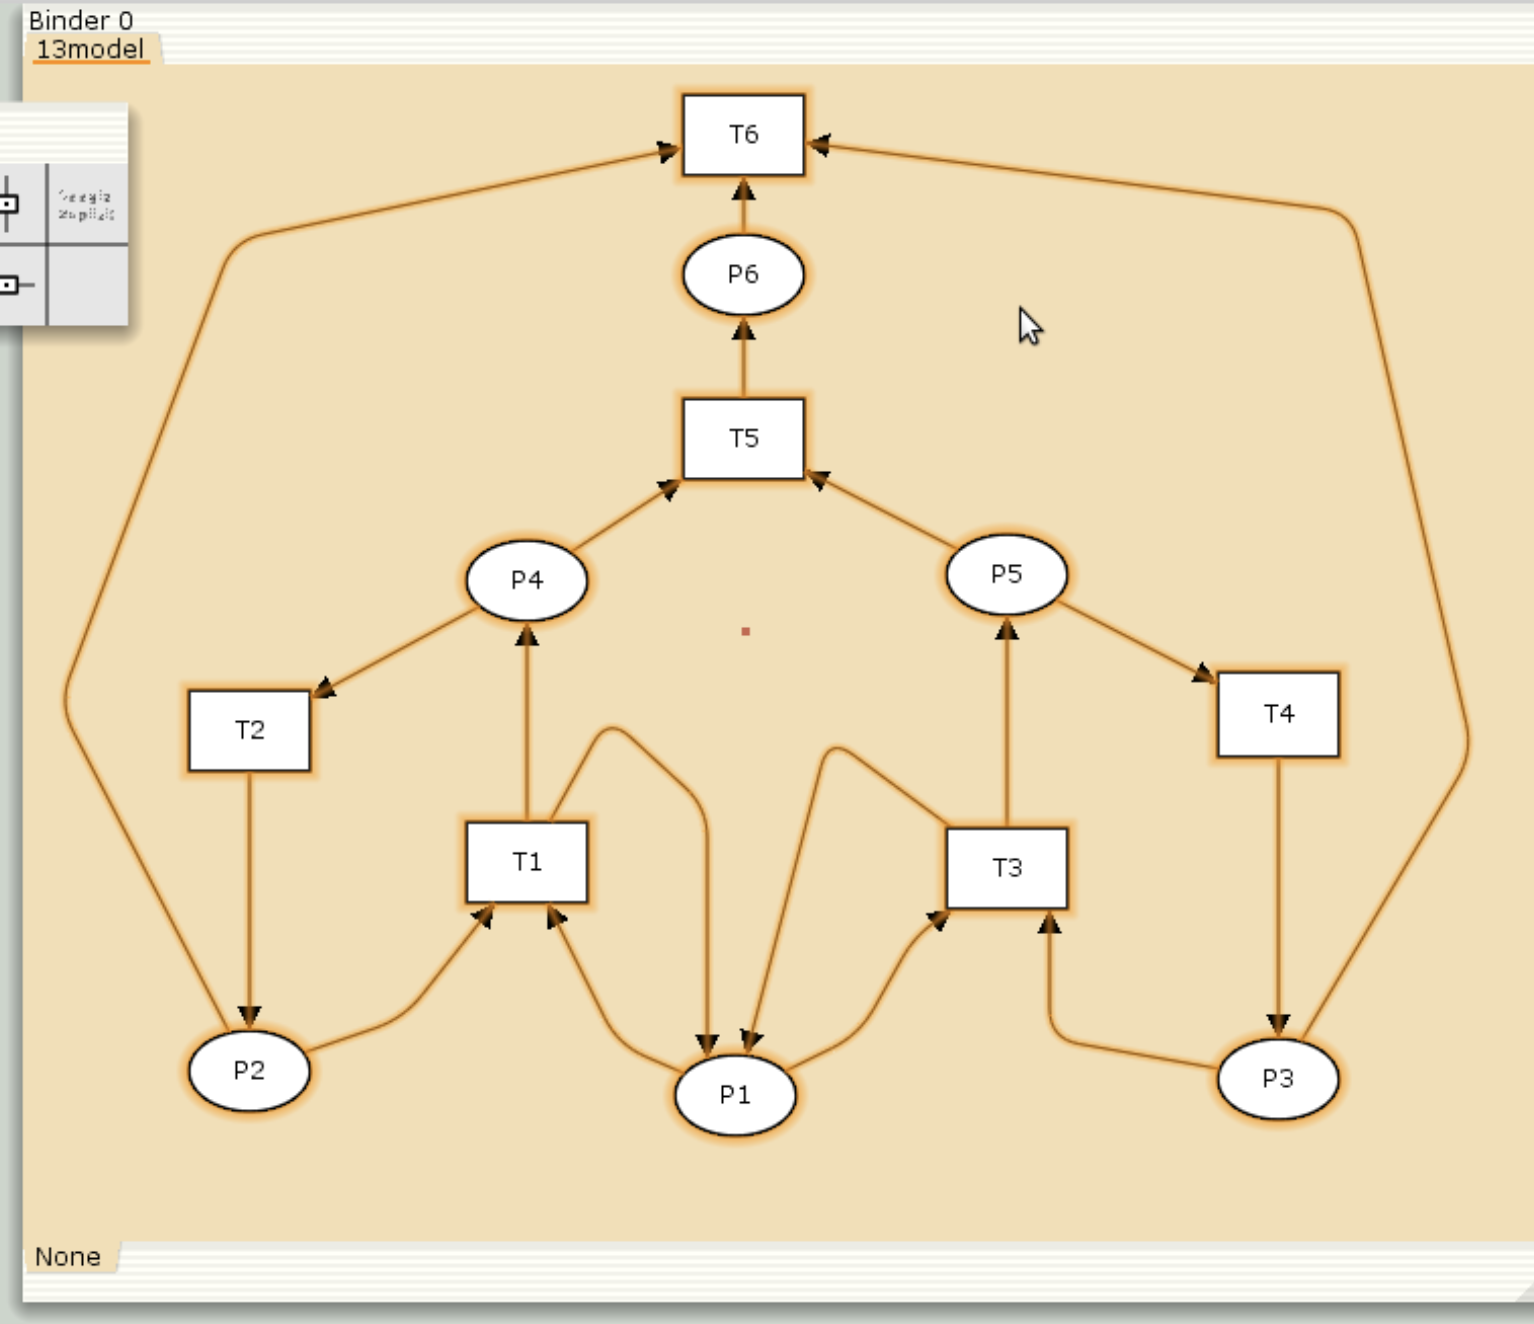 Binder 0
13model
T6
P6
T5
P4
P5
T2
T4
T1
T3
P2
P1
P3
None